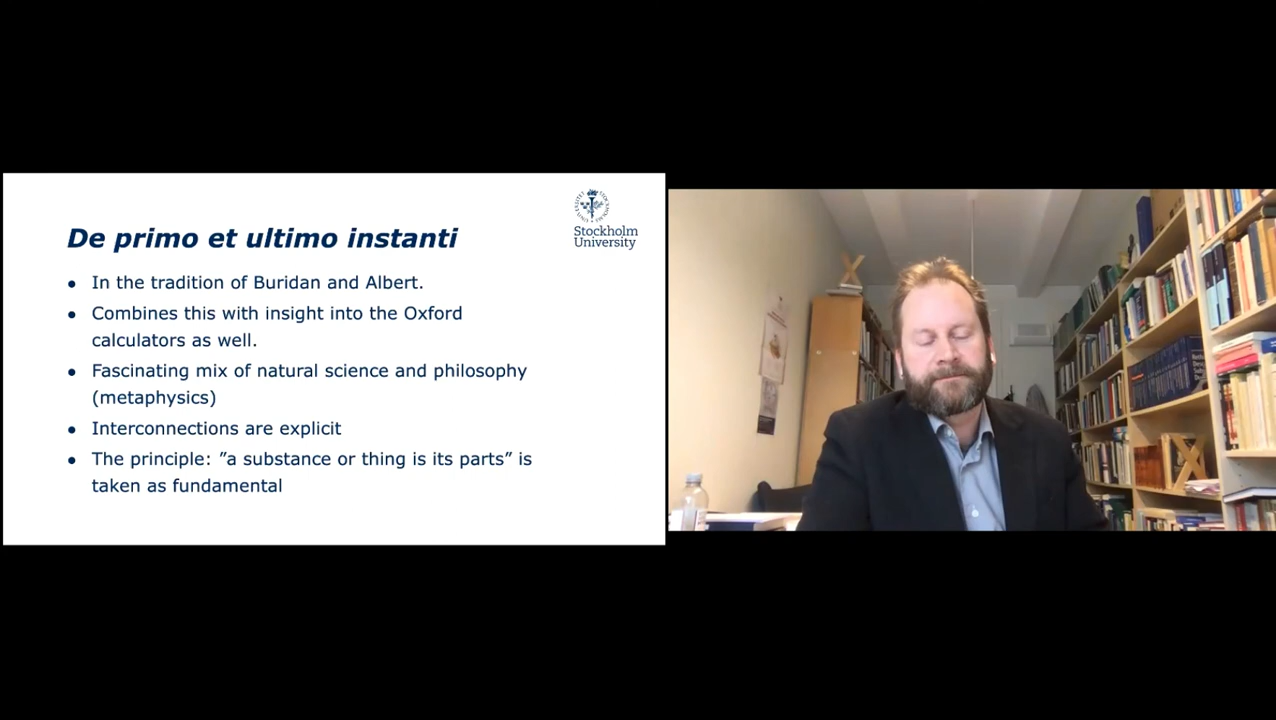 De primo et ultimo instanti
Stockholm
University
• In the tradition of Buridan and Albert.
• Combines this with insight into the Oxford
calculators as well.
• Fascinating mix of natural science and philosophy
(metaphysics)
• Interconnections are explicit
• The principle: ”a substance or thing is its parts” is
taken as fundamental